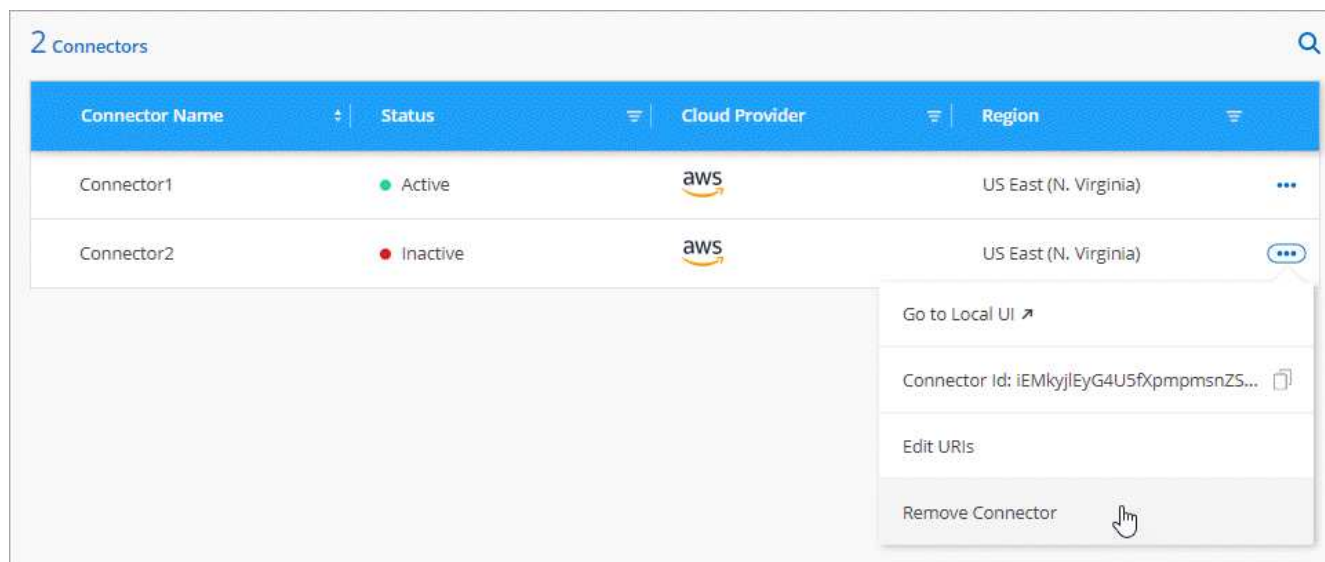 2 Connectors
Connector Name Status Cloud Provider Region
Connector1 Active aws US East (N. Virginia)
Connector2 Inactive aws US East (N. Virginia)
Go to Local UI
Connector Id: iEMkyjlEyG4U5fXpmpmsnZS...
Edit URIs
Remove Connector